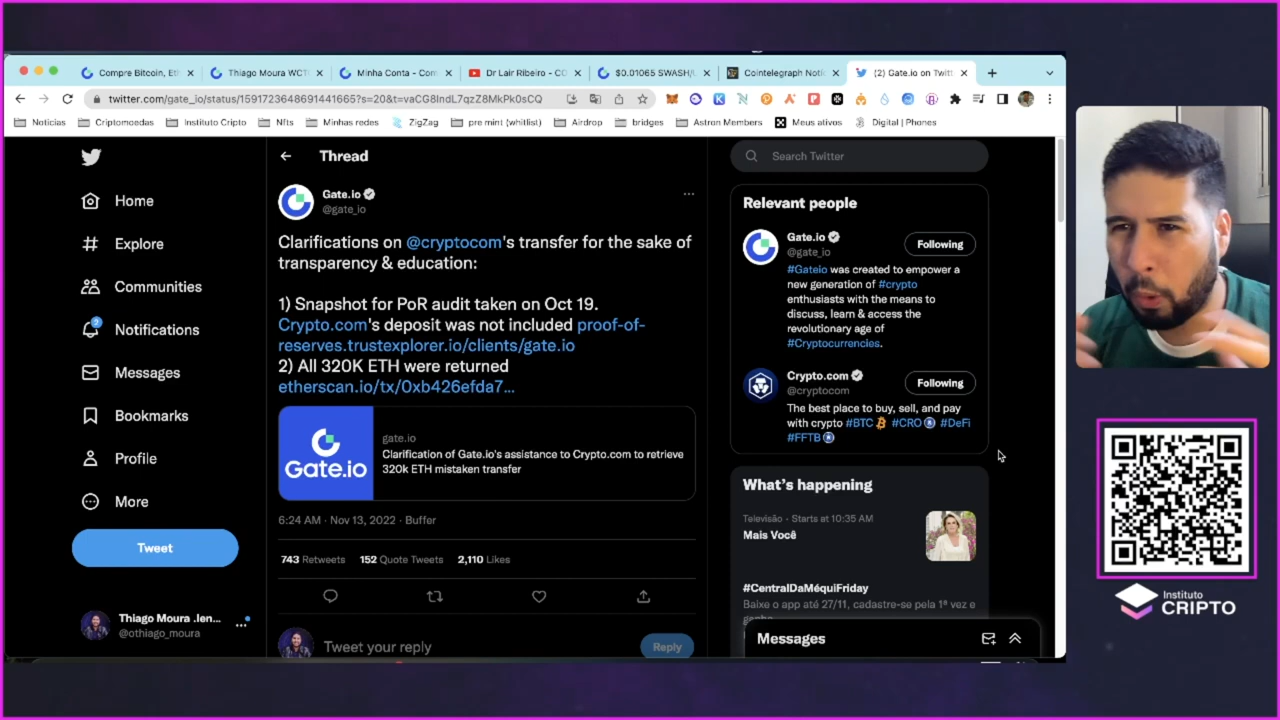 Compre Bitcoin, Et
Thiago Moura WCT
Minha Conta - Com
Dr Lair Ribeiro - CO
$0.01065 SWASH/
Cointelegraph Notí
(2) Gate.io on Twitt
twitter.com/gate_io/status/1591723648691441665?s=20&t=vaCG8IndL7qzZ8MkPk0sCQ
Notícias
Criptomoedas
Instituto Cripto
Nfts
Minhas redes
ZigZag
pre mint (whitlist)
Airdrop
bridges
Astron Members
Meus ativos
Digital | Phones
Home
Explore
Communities
2
Notifications
Messages
Bookmarks
Profile
More
Tweet
Thiago Moura .len...
@othiago_moura
Thread
Gate.io
@gate_io
Clarifications on @cryptocom's transfer for the sake of
transparency & education:
1) Snapshot for PoR audit taken on Oct 19.
Crypto.com's deposit was not included proof-of-
reserves.trustexplorer.io/clients/gate.io
2) All 320K ETH were returned
etherscan.io/tx/0xb426efda7...
Gate.io
gate.io
Clarification of Gate.io's assistance to Crypto.com to retrieve
320k ETH mistaken transfer
6:24 AM · Nov 13, 2022 · Buffer
743 Retweets 152 Quote Tweets 2,110 Likes
Tweet your reply
Reply
Search Twitter
Relevant people
Gate.io
@gate_io
Following
#Gateio was created to empower a
new generation of #crypto
enthusiasts with the means to
discuss, learn & access the
revolutionary age of
#Cryptocurrencies.
Crypto.com
@cryptocom
Following
The best place to buy, sell, and pay
with crypto #BTC #CRO #DeFi
#FFTB
What's happening
Televisão · Starts at 10:35 AM
Mais Você
#CentralDaMéquiFriday
Baixe o app até 27/11, cadastre-se pela 1ª vez e
ganhe
Messages
Instituto
CRIPTO